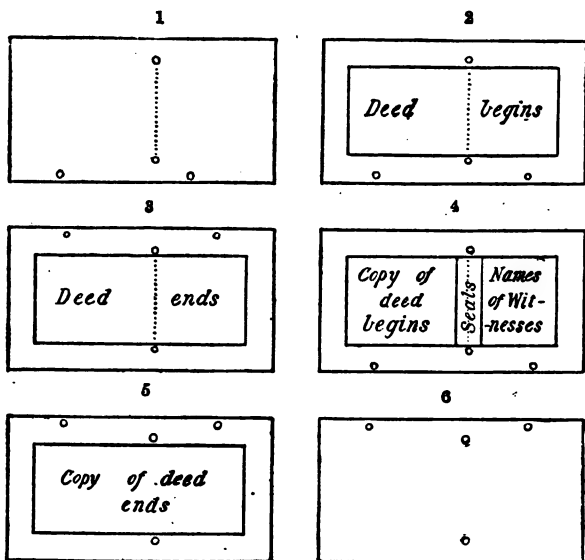 1
2
Deed begins
3
Deed ends
4
Copy of
deed
begins
Seals
Names
of Wit-
-nesses
5
Copy of deed
ends
6